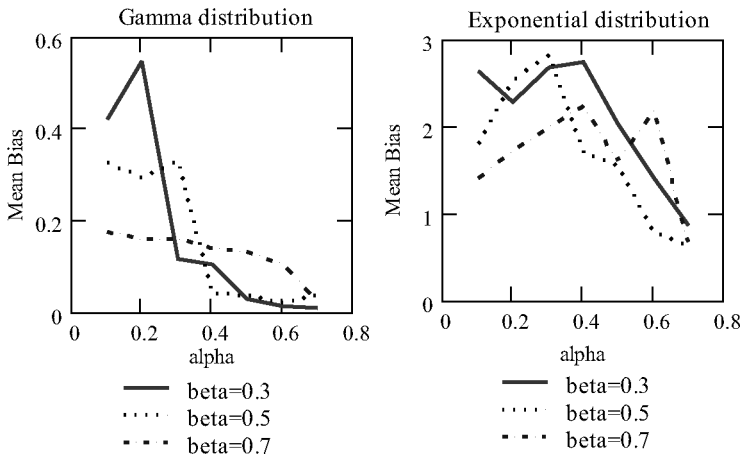 Gamma distribution
0.6
0.4
0.2
0
Mean Bias
0 0.2 0.4 0.6 0.8
alpha
beta=0.3
beta=0.5
beta=0.7
Exponential distribution
3
2
1
0
Mean Bias
0 0.2 0.4 0.6 0.8
alpha
beta=0.3
beta=0.5
beta=0.7